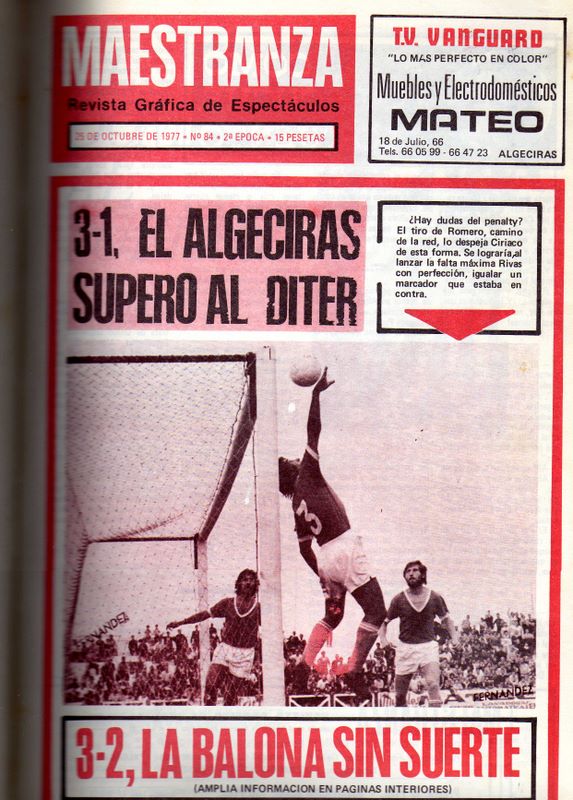 MAESTRANZA
Revista Gráfica de Espectáculos
25 DE OCTUBRE DE 1977 • Nº 84 • 2ª EPOCA • 15 PESETAS
T.V. VANGUARD
"LO MAS PERFECTO EN COLOR"
Muebles y Electrodomésticos
MATEO
18 de Julio, 66
Tels. 66 05 99 - 66 47 23 ALGECIRAS
3-1, EL ALGECIRAS
SUPERO AL DITER
¿Hay dudas del penalty?
El tiro de Romero, camino
de la red, lo despeja Ciriaco
de esta forma. Se lograría,al
lanzar la falta máxima Rivas
con perfección, igualar un
marcador que estaba en
contra.
3
FERNANDEZ
FERNANDEZ
3-2, LA BALONA SIN SUERTE
(AMPLIA INFORMACION EN PAGINAS INTERIORES)